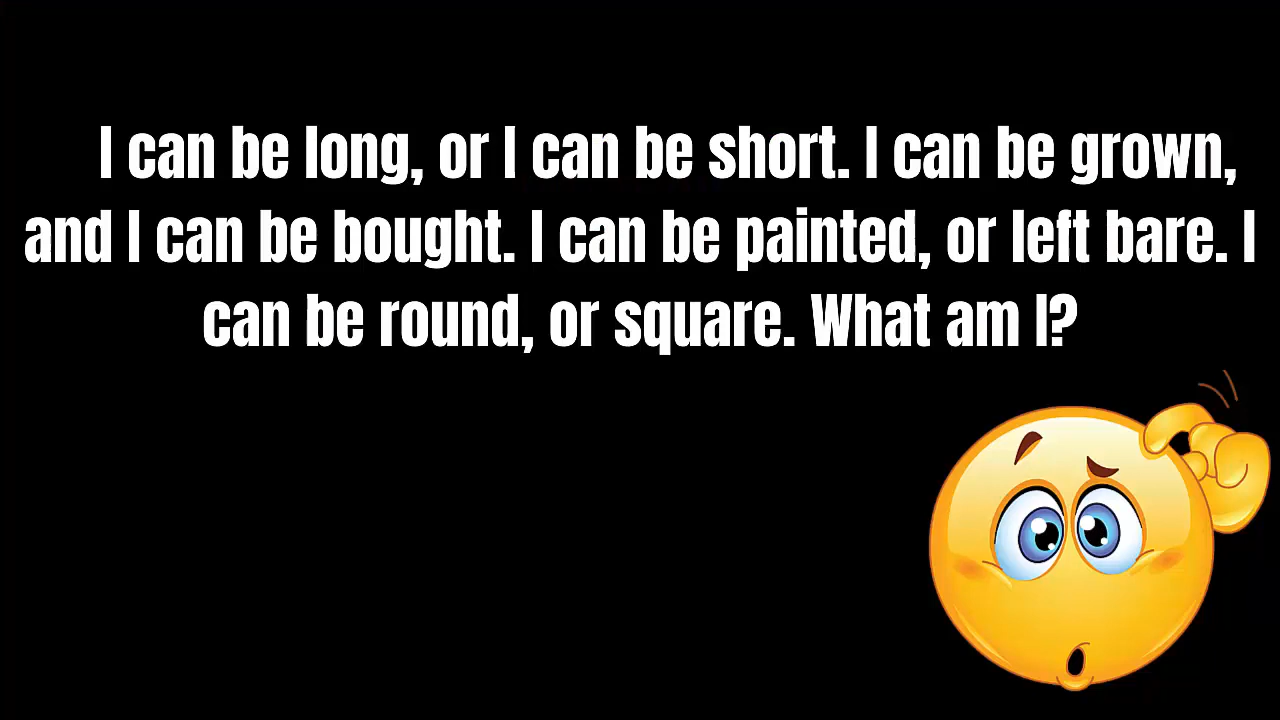 I can be long, or I can be short. I can be grown,
and I can be bought. I can be painted, or left bare. I
can be round, or square. What am I?